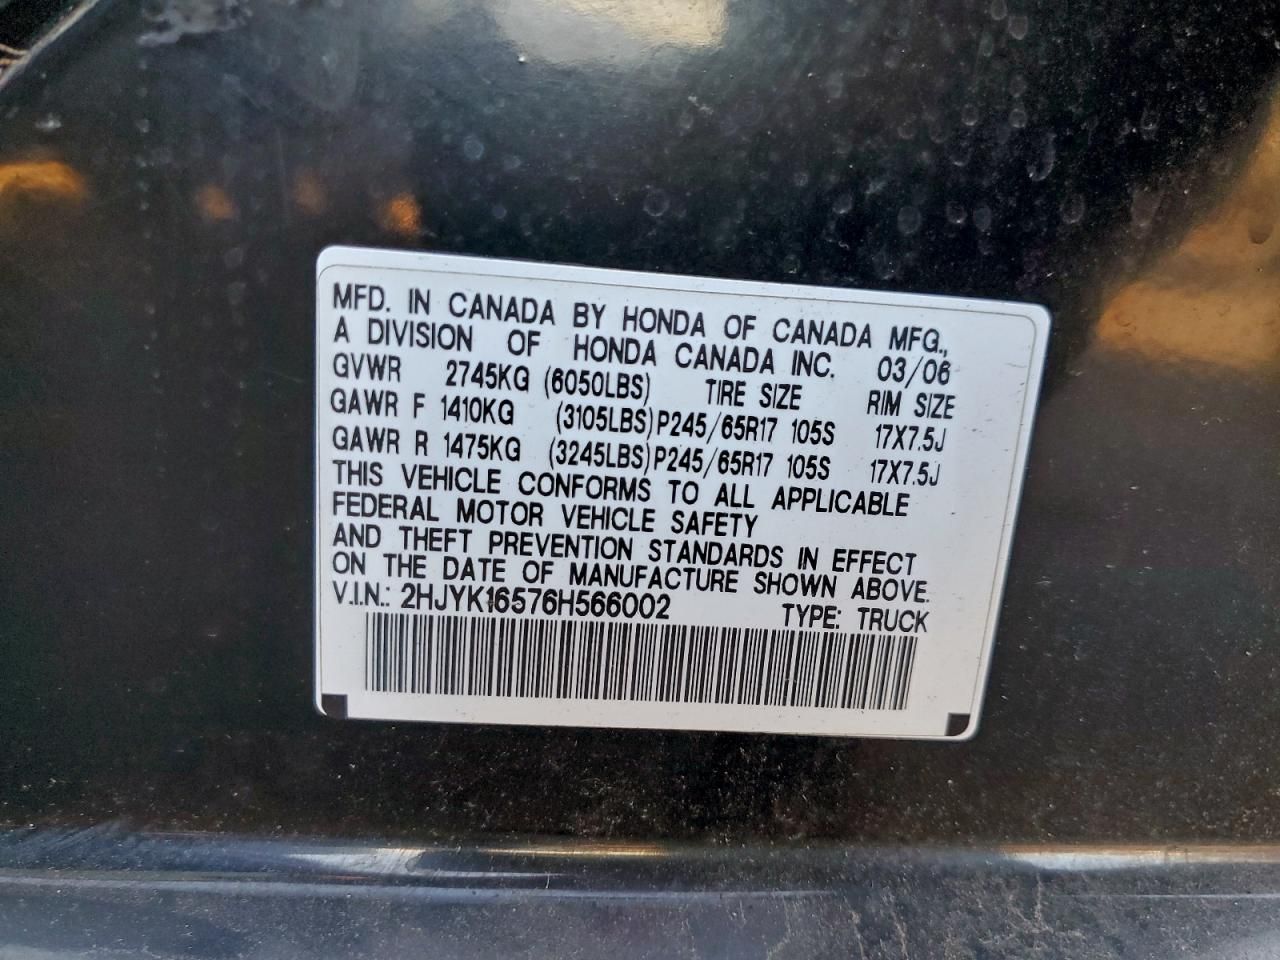 MFD. IN CANADA BY HONDA OF CANADA MFG.,
A DIVISION OF HONDA CANADA INC. 03/06
GVWR 2745KG (6050LBS) TIRE SIZE RIM SIZE
GAWR F 1410KG (3105LBS) P245/65R17 105S 17X7.5J
GAWR R 1475KG (3245LBS) P245/65R17 105S 17X7.5J
THIS VEHICLE CONFORMS TO ALL APPLICABLE
FEDERAL MOTOR VEHICLE SAFETY
AND THEFT PREVENTION STANDARDS IN EFFECT
ON THE DATE OF MANUFACTURE SHOWN ABOVE.
V.I.N.: 2HJYK16576H566002 TYPE: TRUCK